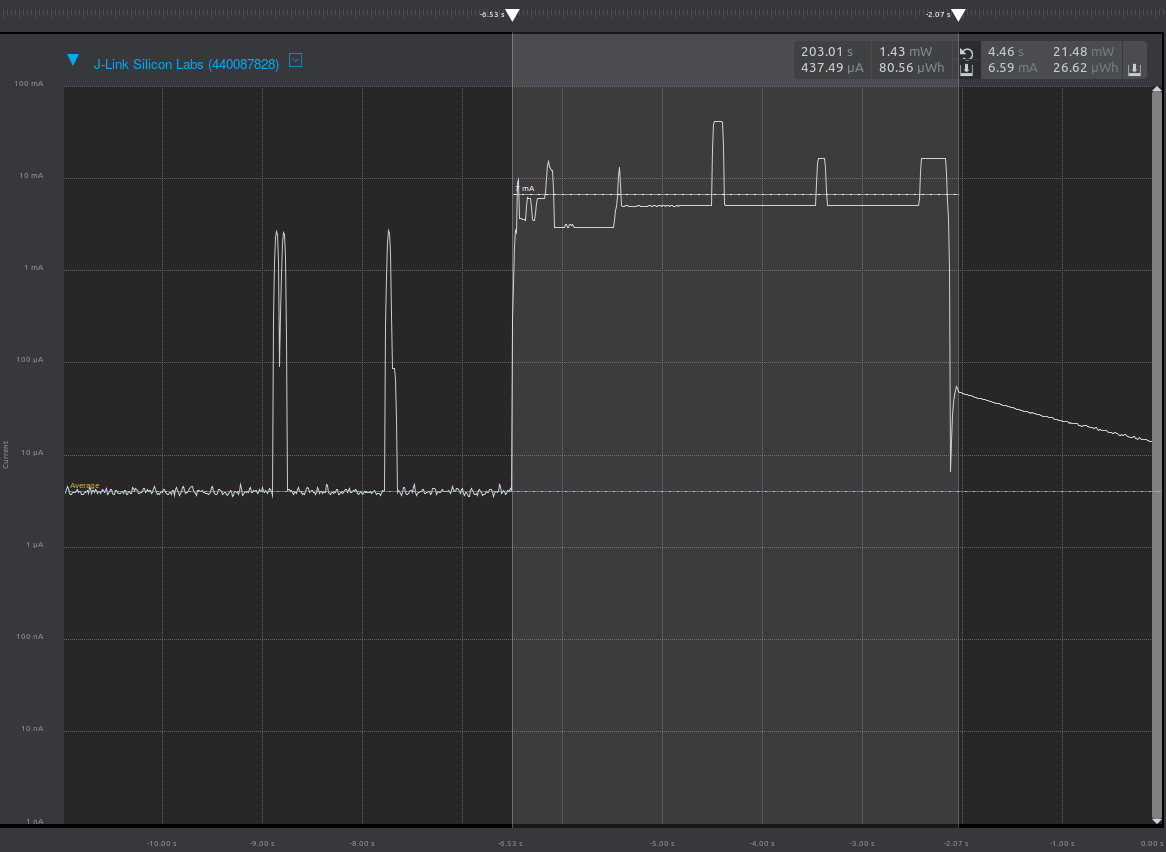 -6.53 s
-2.07 s
J-Link Silicon Labs (440087828)
203.01 s 1.43 mW
437.49 µA 80.56 µWh
4.46 s 21.48 mW
6.59 mA 26.62 µWh
100 mA
10 mA
7 mA
1 mA
100 µA
10 µA
Current
Average
1 µA
100 nA
10 nA
1 nA
-10.00 s
-9.00 s
-8.00 s
-6.53 s
-5.00 s
-4.00 s
-3.00 s
-2.07 s
-1.00 s
0.00 s